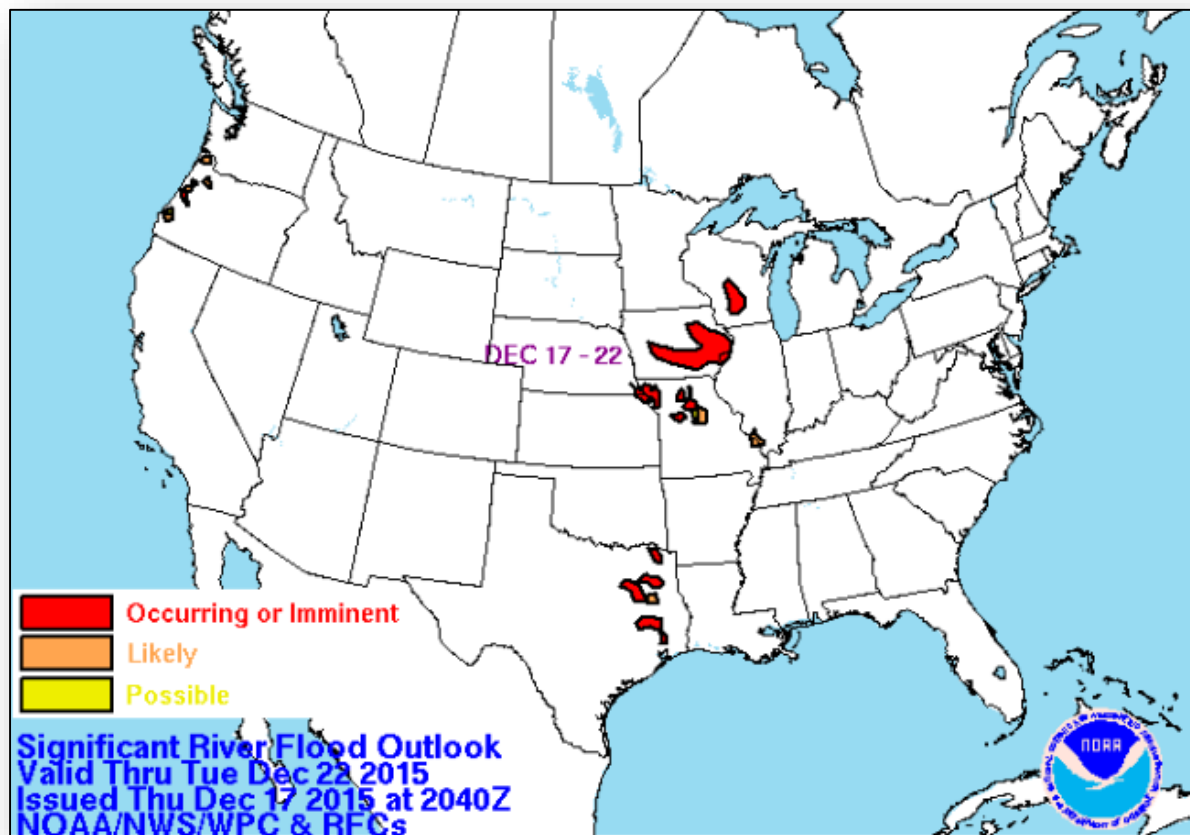 DEC 17 - 22
Occurring or Imminent
Likely
Possible
Significant River Flood Outlook
Valid Thru Tue Dec 22 2015
Issued Thu Dec 17 2015 at 2040Z
NOAA/NWS/WPC & RFCs
NOAA